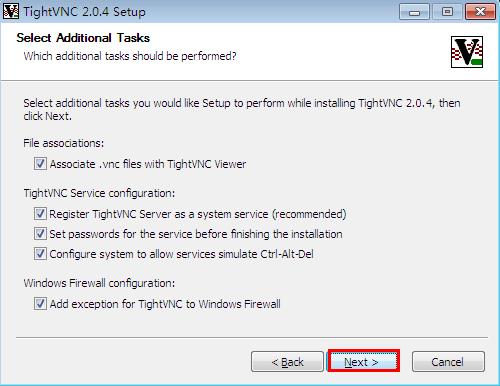 TightVNC 2.0.4 Setup
Select Additional Tasks
Which additional tasks should be performed?
Select additional tasks you would like Setup to perform while installing TightVNC 2.0.4, then
click Next.
File associations:
Associate .vnc files with TightVNC Viewer
TightVNC Service configuration:
Register TightVNC Server as a system service (recommended)
Set passwords for the service before finishing the installation
Configure system to allow services simulate Ctrl-Alt-Del
Windows Firewall configuration:
Add exception for TightVNC to Windows Firewall
< Back Next > Cancel